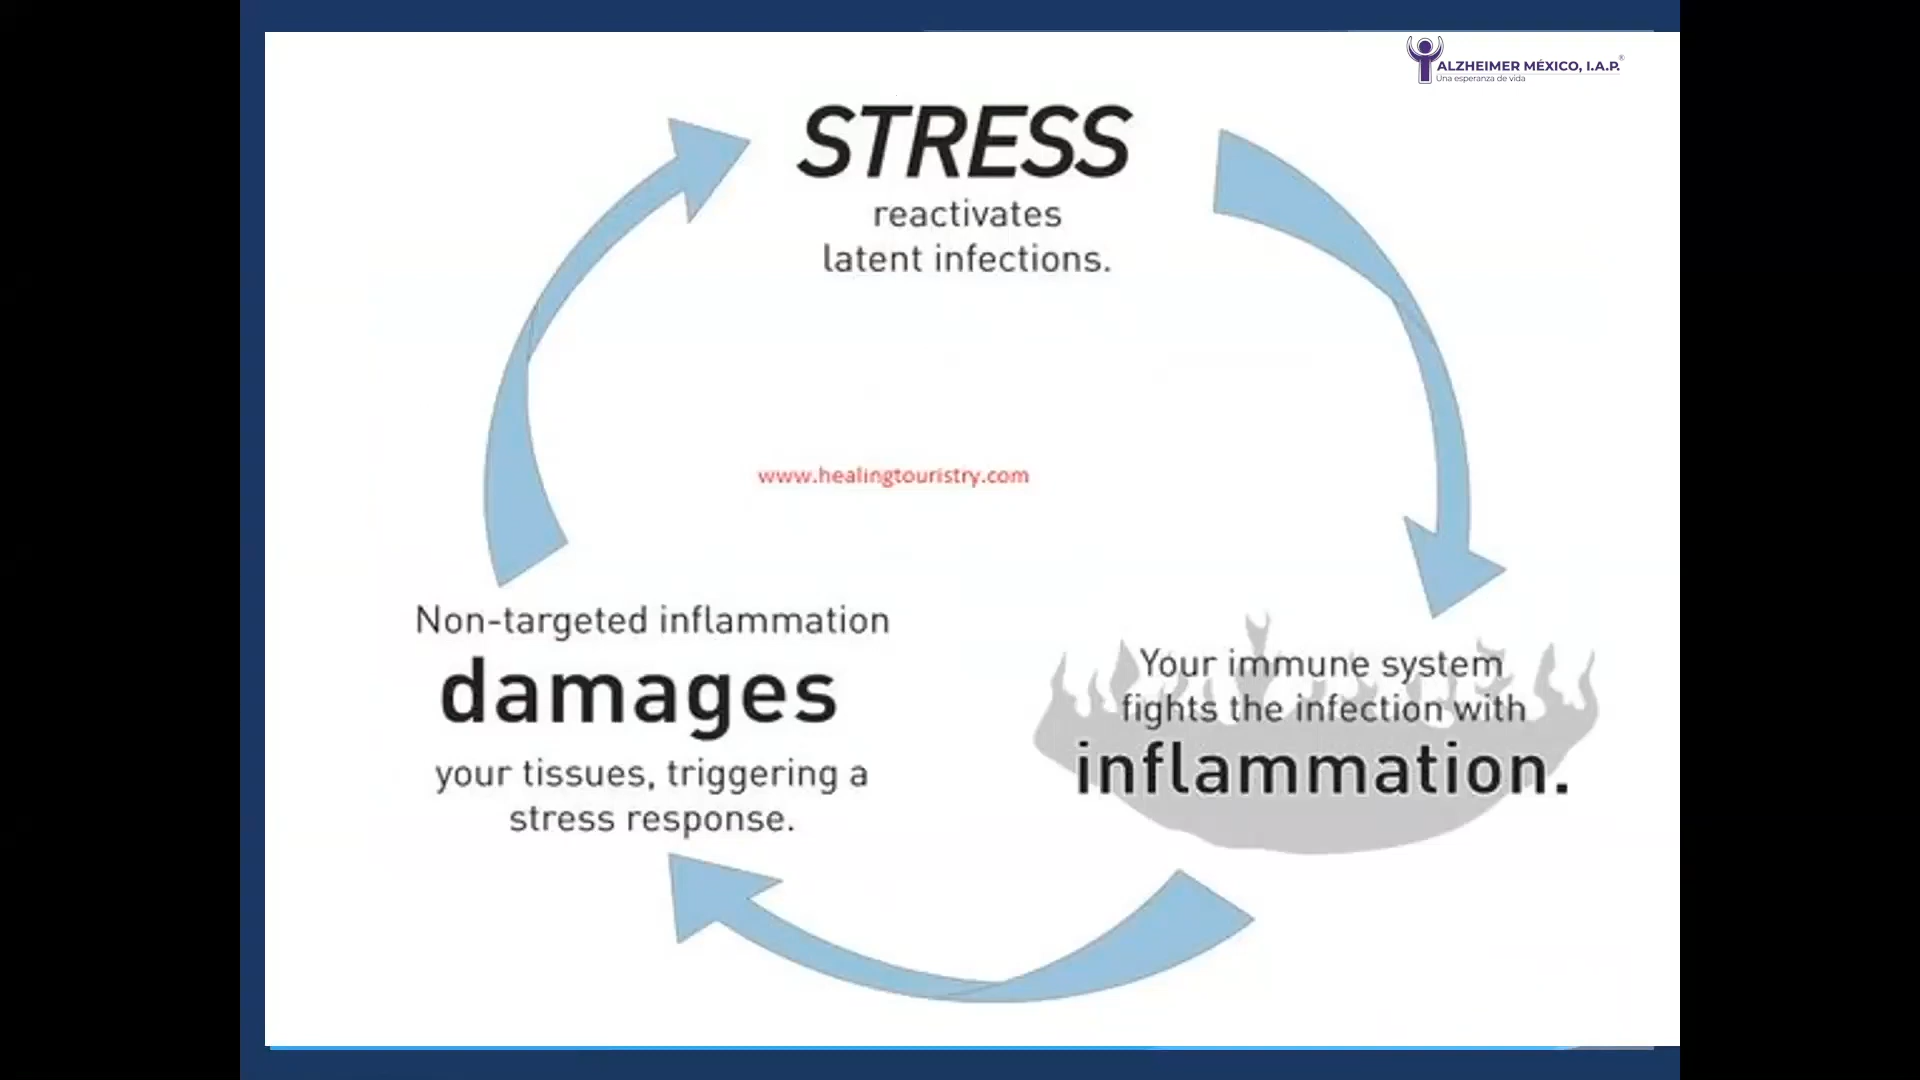 ALZHEIMER MÉXICO, I.A.P.®
Una esperanza de vida
STRESS
reactivates
latent infections.
www.healingtouristry.com
Your immune system
fights the infection with
inflammation.
Non-targeted inflammation
damages
your tissues, triggering a
stress response.